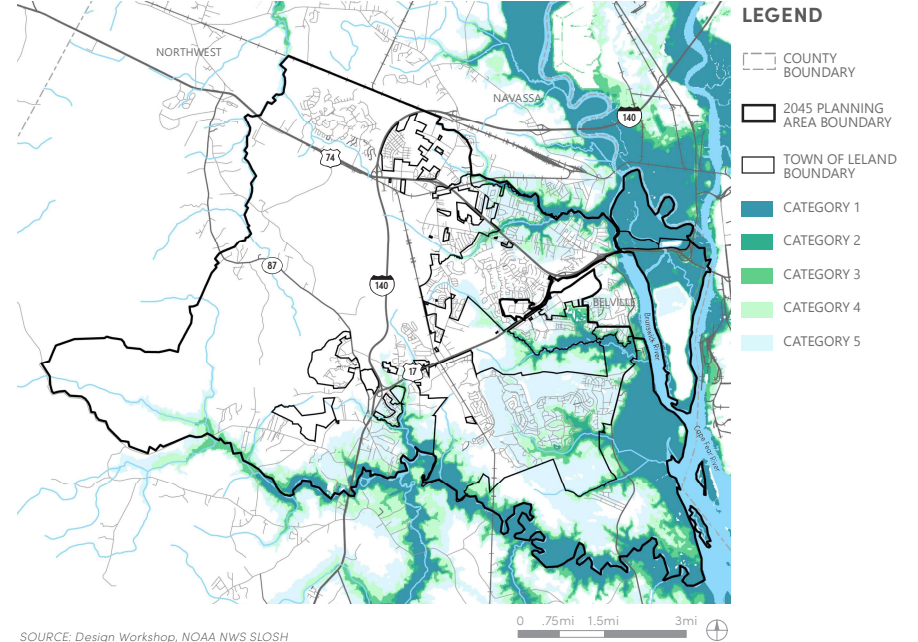 LEGEND
COUNTY
BOUNDARY
2045 PLANNING
AREA BOUNDARY
TOWN OF LELAND
BOUNDARY
CATEGORY 1
CATEGORY 2
CATEGORY 3
CATEGORY 4
CATEGORY 5
NORTHWEST
NAVASSA
140
74
87
140
BELVILLE
Brunswick River
17
Cape Fear River
0 .75mi 1.5mi 3mi
SOURCE: Design Workshop, NOAA NWS SLOSH